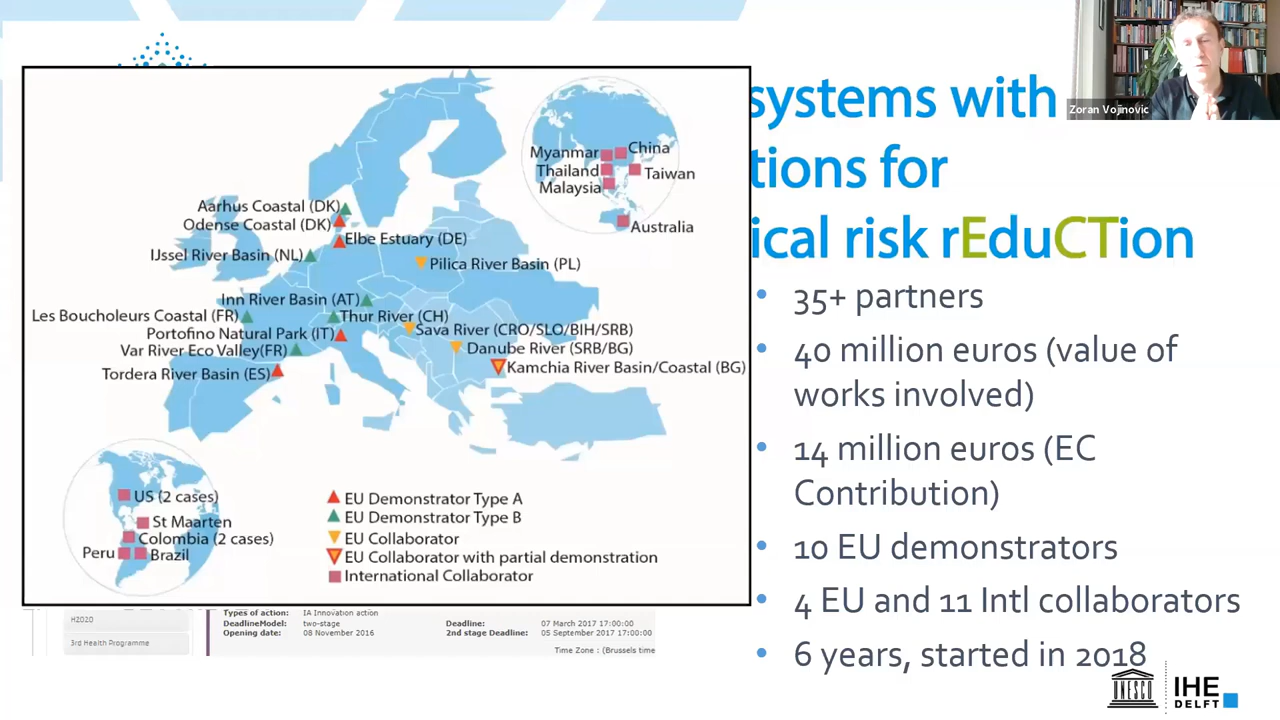 systems with
tions for
ical risk rEduCTion
Zoran Vojinovic
Myanmar
China
Thailand
Taiwan
Malaysia
Australia
Aarhus Coastal (DK)
Odense Coastal (DK)
Elbe Estuary (DE)
IJssel River Basin (NL)
Pilica River Basin (PL)
Inn River Basin (AT)
Les Boucholeurs Coastal (FR)
Thur River (CH)
Portofino Natural Park (IT)
Sava River (CRO/SLO/BIH/SRB)
Var River Eco Valley(FR)
Danube River (SRB/BG)
Tordera River Basin (ES)
Kamchia River Basin/Coastal (BG)
US (2 cases)
St Maarten
Colombia (2 cases)
Peru
Brazil
EU Demonstrator Type A
EU Demonstrator Type B
EU Collaborator
EU Collaborator with partial demonstration
International Collaborator
• 35+ partners
• 40 million euros (value of
works involved)
• 14 million euros (EC
Contribution)
• 10 EU demonstrators
• 4 EU and 11 Intl collaborators
• 6 years, started in 2018
H2020
3rd Health Programme
Types of action: IA Innovation action
DeadlineModel: two-stage
Opening date: 08 November 2016
Deadline: 07 March 2017 17:00:00
2nd stage Deadline: 05 September 2017 17:00:00
Time Zone : (Brussels time
UNESCO
IHE
DELFT